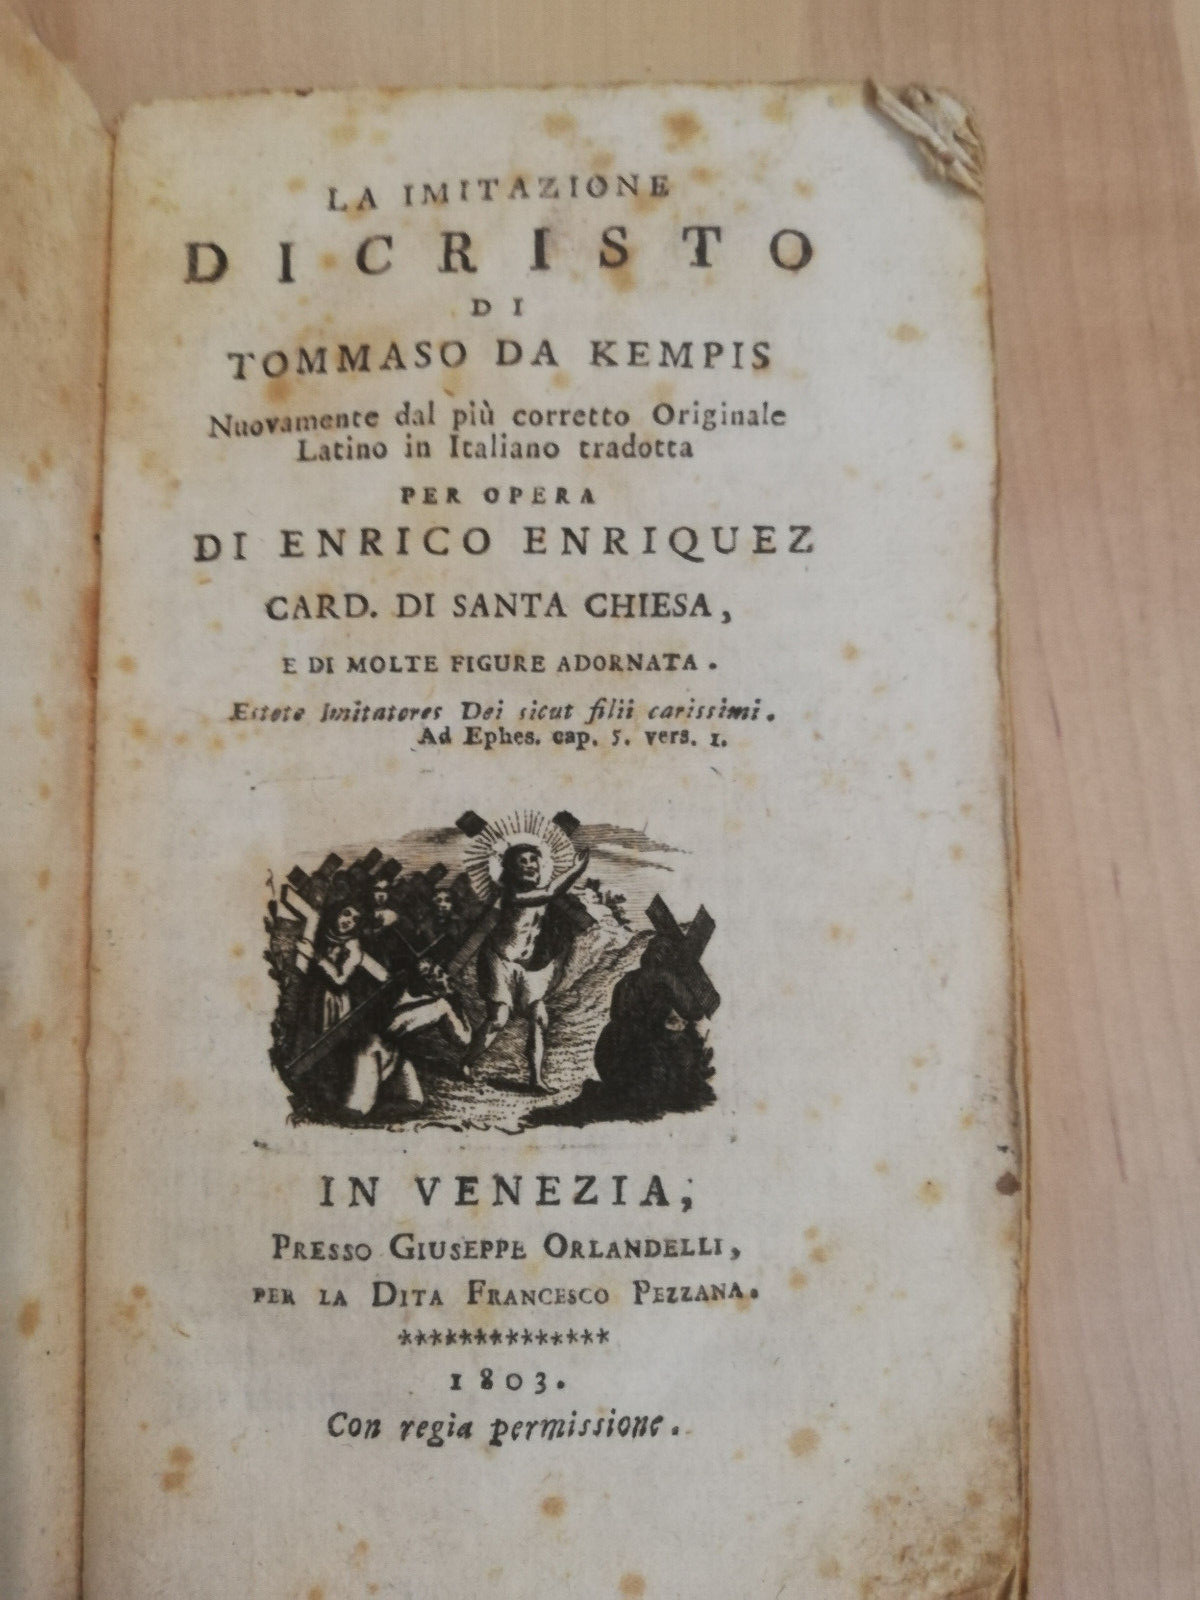 LA IMITAZIONE
DI CRISTO
DI
TOMMASO DA KEMPIS
Nuovamente dal più corretto Originale
Latino in Italiano tradotta
PER OPERA
DI ENRICO ENRIQUEZ
CARD. DI SANTA CHIESA,
E DI MOLTE FIGURE ADORNATA.
Estote Imitatores Dei sicut filii carissimi.
Ad Ephes. cap. 5. vers. 1.
IN VENEZIA,
PRESSO GIUSEPPE ORLANDELLI,
PER LA DITA FRANCESCO PEZZANA.
**************
1803.
Con regia permissione.